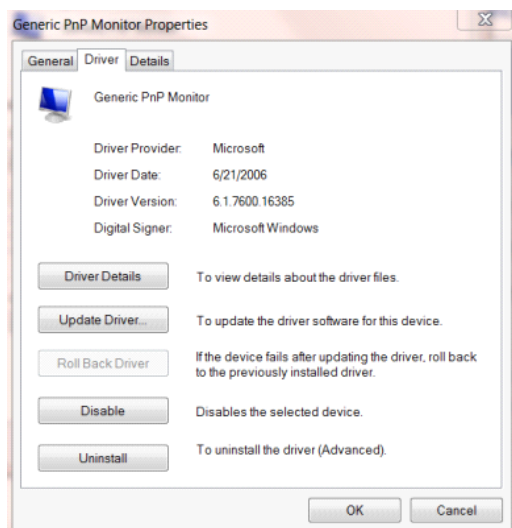 Generic PnP Monitor Properties
General Driver Details
Generic PnP Monitor
Driver Provider: Microsoft
Driver Date: 6/21/2006
Driver Version: 6.1.7600.16385
Digital Signer: Microsoft Windows
Driver Details To view details about the driver files.
Update Driver... To update the driver software for this device.
Roll Back Driver If the device fails after updating the driver, roll back
to the previously installed driver.
Disable Disables the selected device.
Uninstall To uninstall the driver (Advanced).
OK Cancel